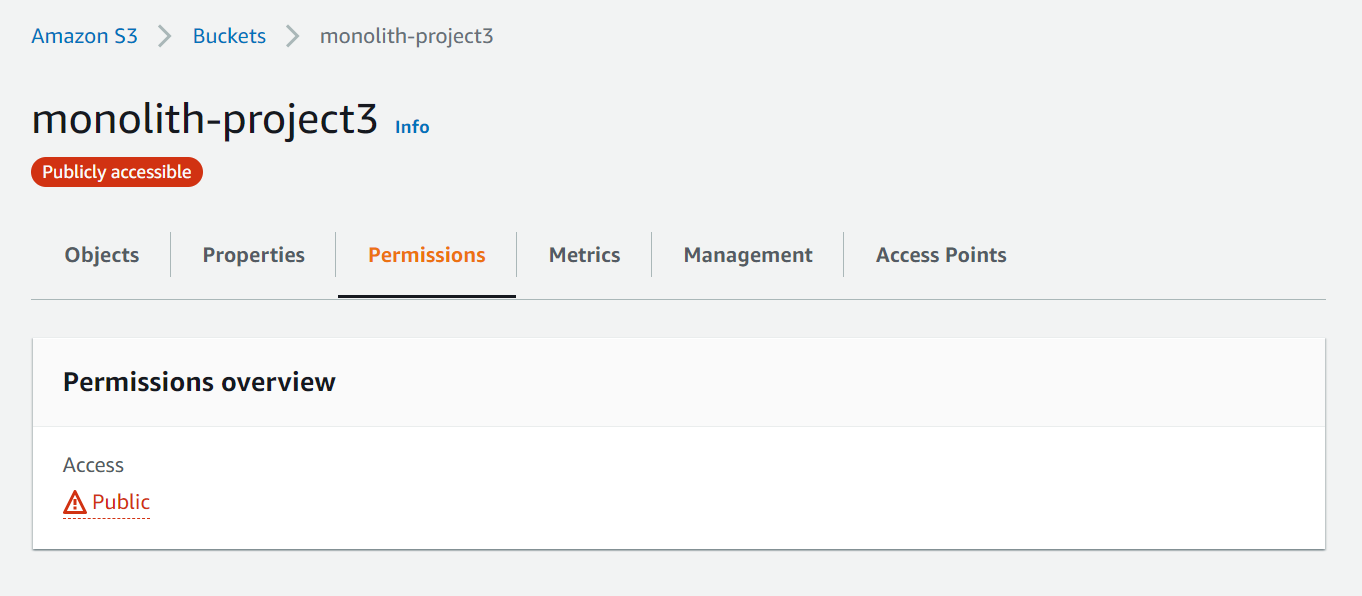 Amazon S3 Buckets monolith-project3
monolith-project3 Info
Publicly accessible
Objects Properties Permissions Metrics Management Access Points
Permissions overview
Access
Public